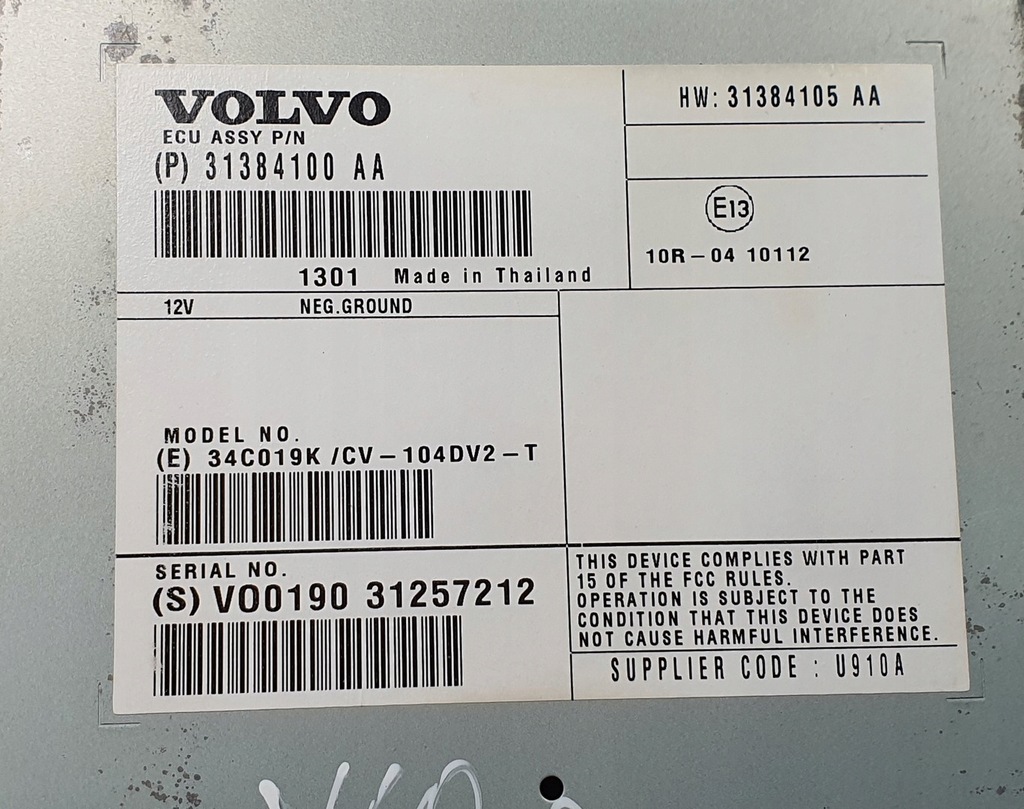 VOLVO
ECU ASSY P/N
(P) 31384100 AA
1301 Made in Thailand
HW: 31384105 AA
E13
10R-04 10112
12V NEG.GROUND
MODEL NO.
(E) 34C019K /CV-104DV2-T
SERIAL NO.
(S) VO0190 31257212
THIS DEVICE COMPLIES WITH PART
15 OF THE FCC RULES.
OPERATION IS SUBJECT TO THE
CONDITION THAT THIS DEVICE DOES
NOT CAUSE HARMFUL INTERFERENCE.
SUPPLIER CODE : U910A